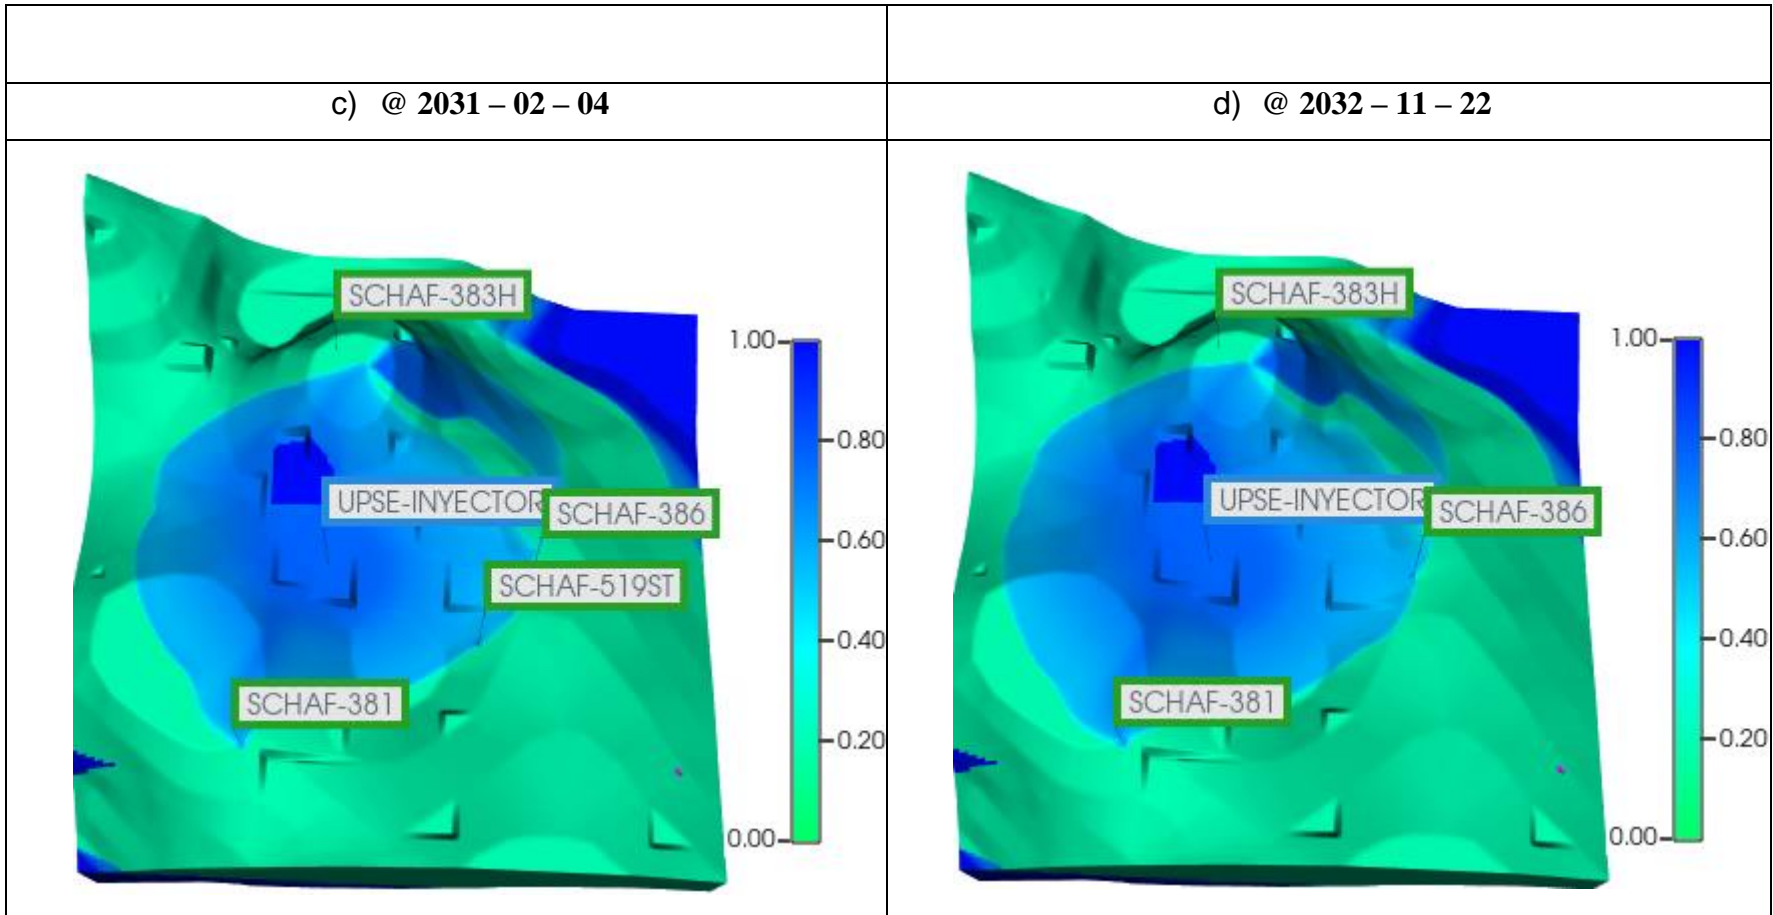 c) @ 2031 – 02 – 04
d) @ 2032 – 11 – 22
SCHAF-383H
1.00
0.80
UPSE-INYECTOR
SCHAF-386
0.60
SCHAF-519ST
0.40
SCHAF-381
0.20
0.00
SCHAF-383H
1.00
0.80
UPSE-INYECTOR
SCHAF-386
0.60
0.40
SCHAF-381
0.20
0.00